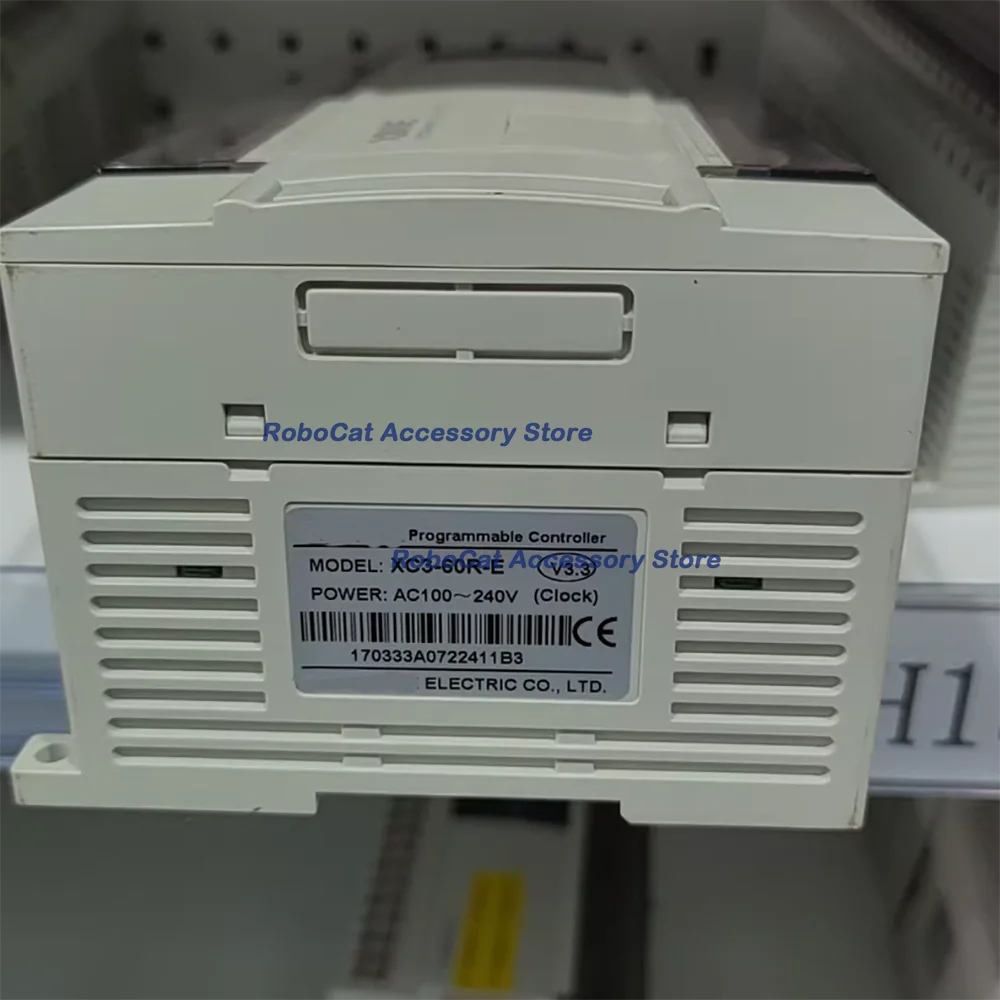 RoboCat Accessory Store
Programmable Controller
RoboCat Accessory Store
MODEL: XC3-60R-E V3.3
POWER: AC100～240V (Clock)
CE
170333A0722411B3
ELECTRIC CO., LTD.
H1